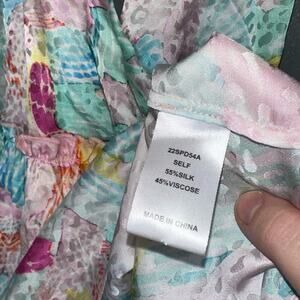 22SPD54A
SELF
55%SILK
45%VISCOSE
MADE IN CHINA